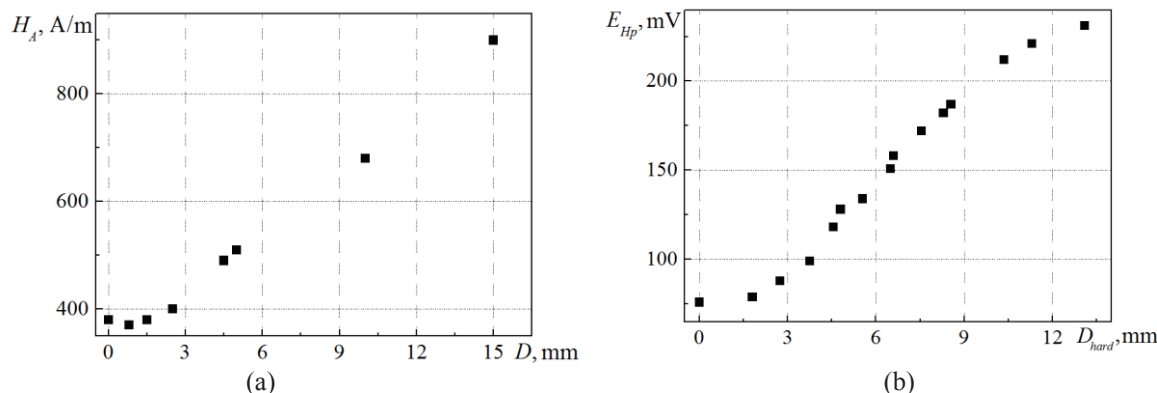 H_A, A/m
800
600
400
0 3 6 9 12 15 D, mm
(a)
E_Hp, mV
200
150
100
0 3 6 9 12 D_hard, mm
(b)